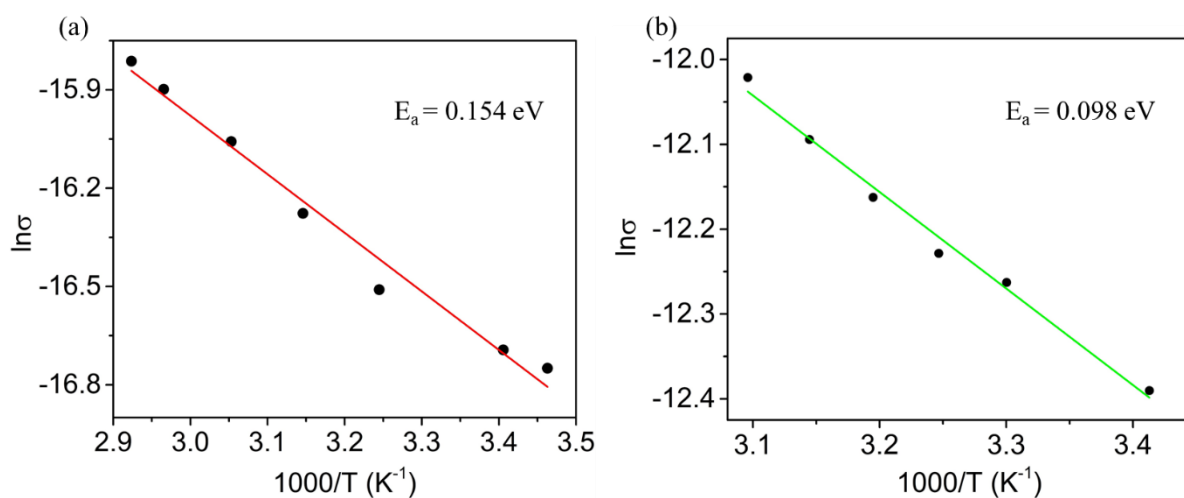 (a)
Eₐ = 0.154 eV
-15.9
-16.2
-16.5
-16.8
lnσ
2.9 3.0 3.1 3.2 3.3 3.4 3.5
1000/T (K⁻¹)
(b)
Eₐ = 0.098 eV
-12.0
-12.1
-12.2
-12.3
-12.4
lnσ
3.1 3.2 3.3 3.4
1000/T (K⁻¹)